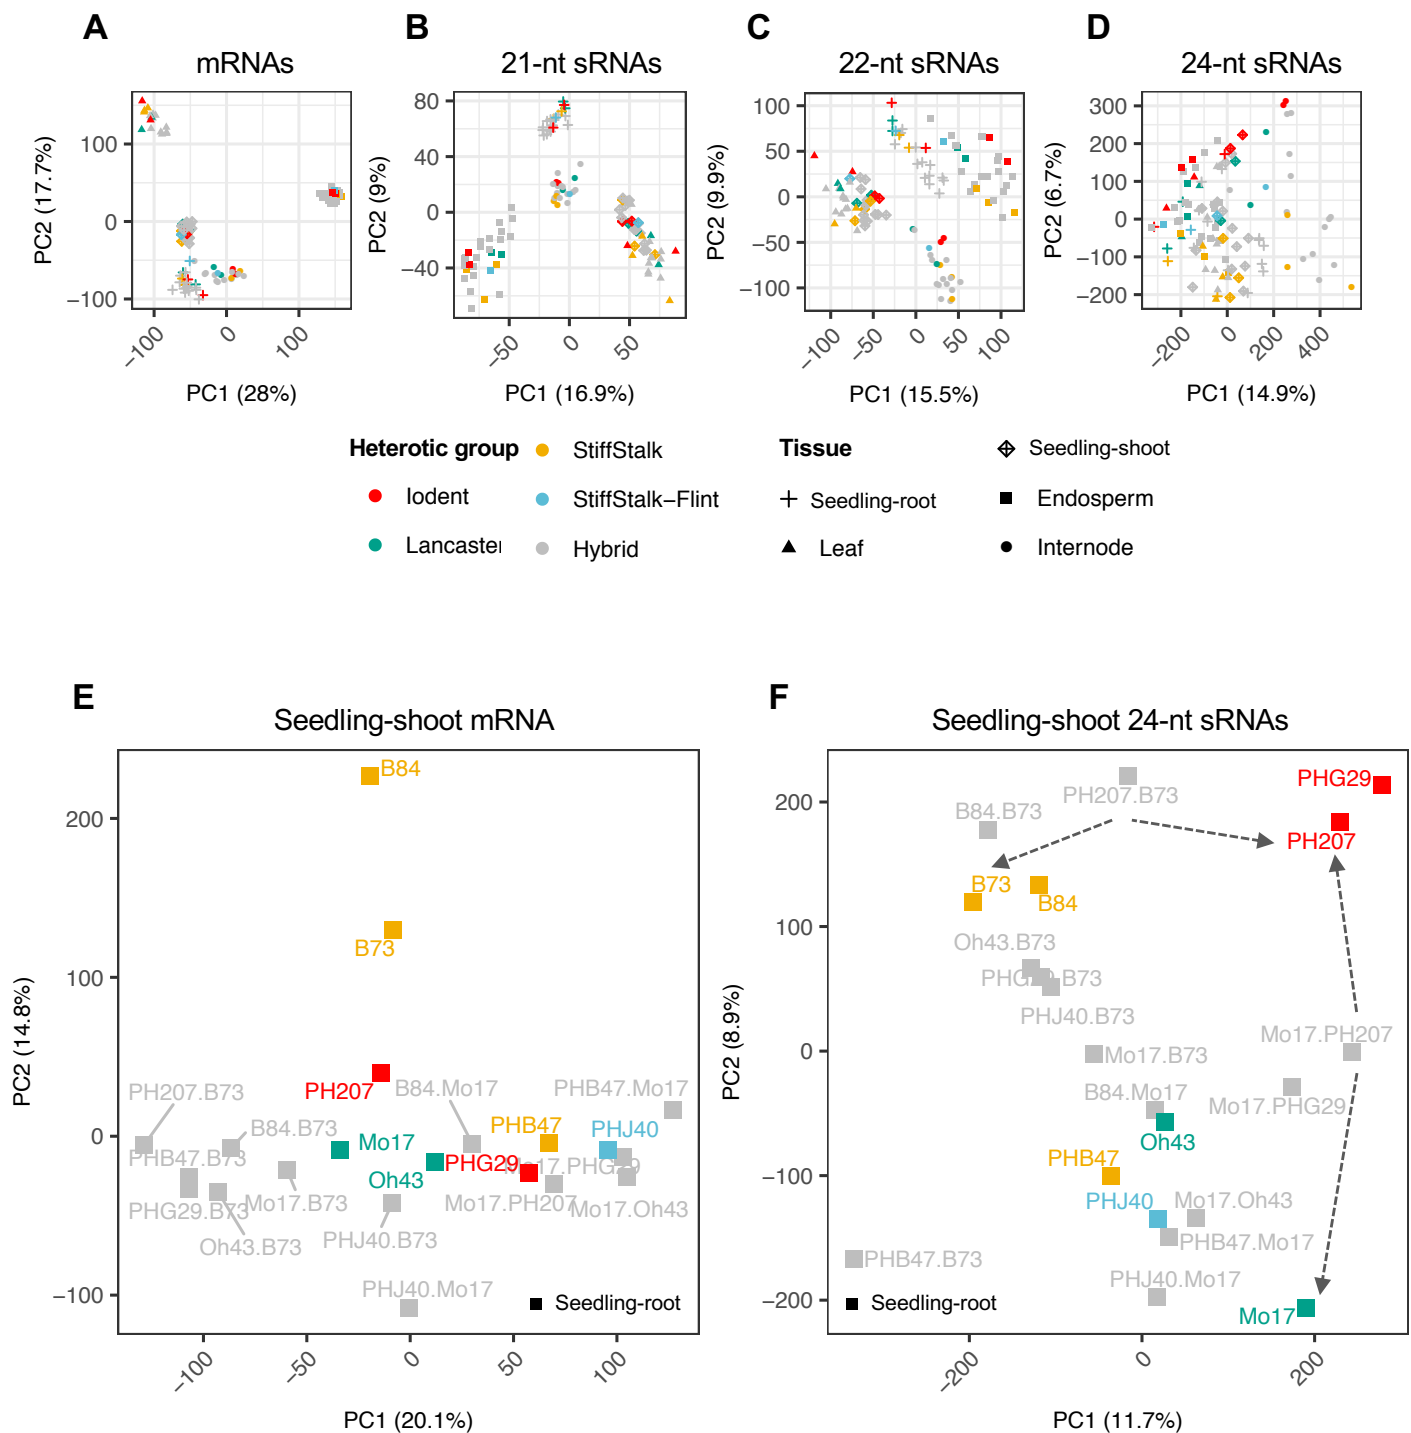 A
B
C
D
mRNAs
21-nt sRNAs
22-nt sRNAs
24-nt sRNAs
PC2 (17.7%)
100
0
−100
−100
0
100
PC1 (28%)
PC2 (9%)
80
40
0
−40
−50
0
50
PC1 (16.9%)
PC2 (9.9%)
100
50
0
−50
−100
−100
−50
0
50
100
PC1 (15.5%)
PC2 (6.7%)
300
200
100
0
−100
−200
−200
0
200
400
PC1 (14.9%)
Heterotic group
StiffStalk
Iodent
StiffStalk−Flint
Lancaster
Hybrid
Tissue
Seedling-shoot
Seedling-root
Endosperm
Leaf
Internode
E
Seedling-shoot mRNA
PC2 (14.8%)
200
100
0
−100
B84
B73
PH207
PH207.B73
B84.Mo17
PHB47.Mo17
B84.B73
PHB47
PHJ40
Mo17
PHB47.B73
PHG29
Mo17.PHG29
Oh43
PHG29.B73
Mo17.B73
Mo17.PH207
Mo17.Oh43
Oh43.B73
PHJ40.B73
PHJ40.Mo17
Seedling-root
−100
−50
0
50
100
PC1 (20.1%)
F
Seedling-shoot 24-nt sRNAs
PC2 (8.9%)
200
100
0
−100
−200
PHG29
PH207.B73
B84.B73
PH207
B73
B84
Oh43.B73
PHG29.B73
PHJ40.B73
Mo17.PH207
Mo17.B73
B84.Mo17
Mo17.PHG29
Oh43
PHB47
PHJ40
Mo17.Oh43
PHB47.Mo17
PHB47.B73
PHJ40.Mo17
Seedling-root
Mo17
−200
0
200
PC1 (11.7%)